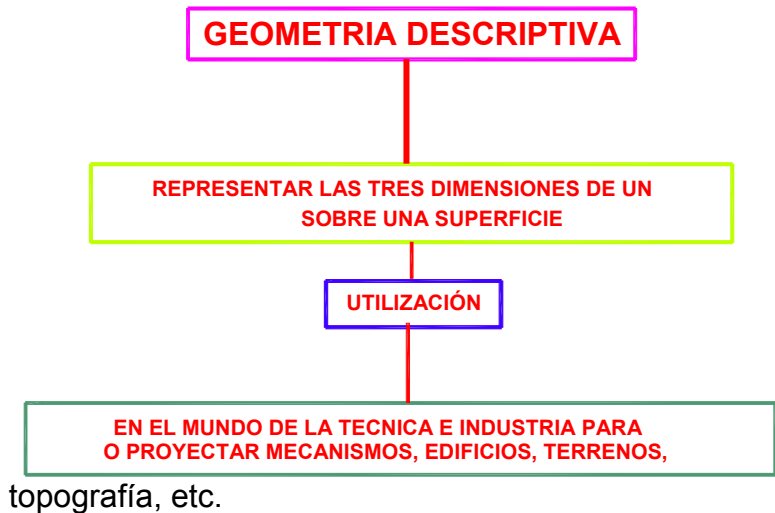 GEOMETRIA DESCRIPTIVA
REPRESENTAR LAS TRES DIMENSIONES DE UN
SOBRE UNA SUPERFICIE
UTILIZACIÓN
EN EL MUNDO DE LA TECNICA E INDUSTRIA PARA
O PROYECTAR MECANISMOS, EDIFICIOS, TERRENOS,
topografía, etc.